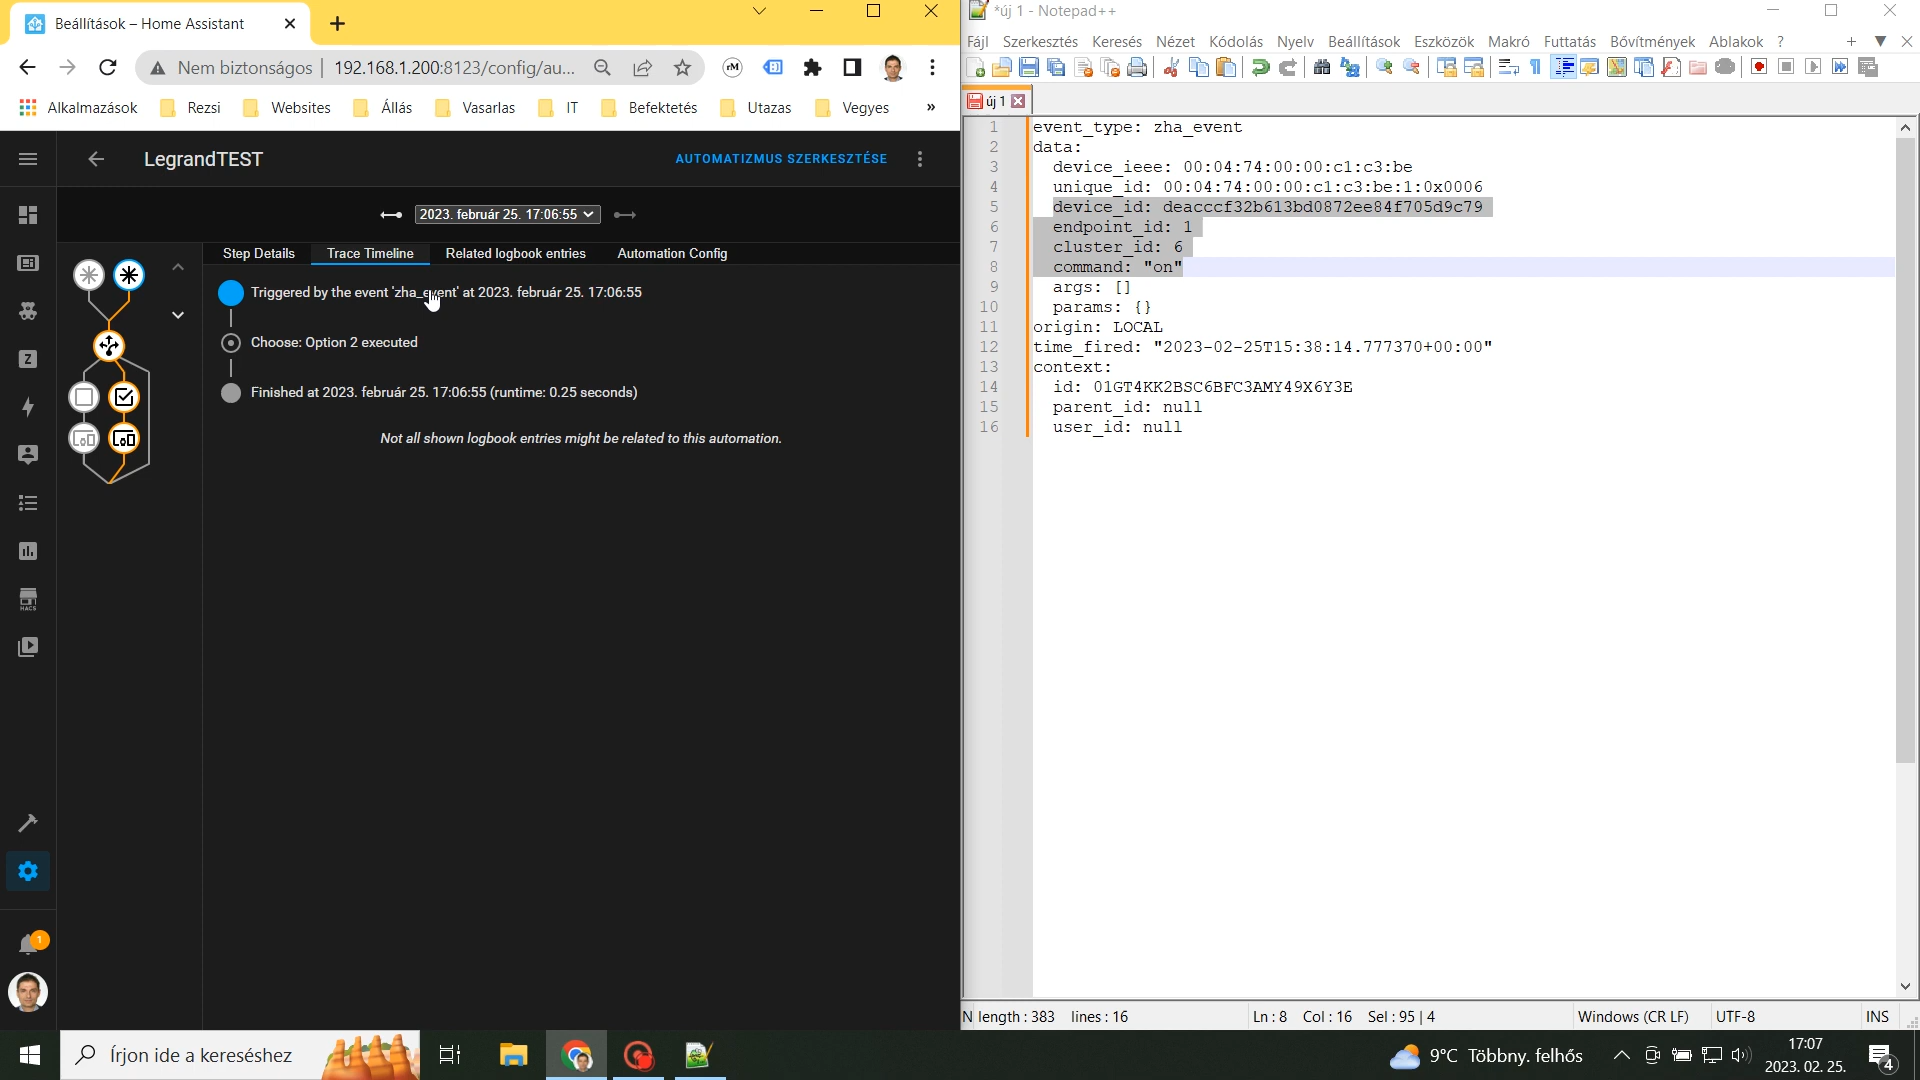 Beállítások – Home Assistant
Nem biztonságos | 192.168.1.200:8123/config/au...
rM
Alkalmazások
Rezsi
Websites
Állás
Vasarlas
IT
Befektetés
Utazas
Vegyes
»
LegrandTEST
AUTOMATIZMUS SZERKESZTÉSE
2023. február 25. 17:06:55
Step Details
Trace Timeline
Related logbook entries
Automation Config
Triggered by the event 'zha_event' at 2023. február 25. 17:06:55
Choose: Option 2 executed
Finished at 2023. február 25. 17:06:55 (runtime: 0.25 seconds)
Not all shown logbook entries might be related to this automation.
Z
HACS
1
*új 1 - Notepad++
Fájl Szerkesztés Keresés Nézet Kódolás Nyelv Beállítások Eszközök Makró Futtatás Bővítmények Ablakok ?
új 1
1 event_type: zha_event
2 data:
3 device_ieee: 00:04:74:00:00:c1:c3:be
4 unique_id: 00:04:74:00:00:c1:c3:be:1:0x0006
5 device_id: deacccf32b613bd0872ee84f705d9c79
6 endpoint_id: 1
7 cluster_id: 6
8 command: "on"
9 args: []
10 params: {}
11 origin: LOCAL
12 time_fired: "2023-02-25T15:38:14.777370+00:00"
13 context:
14 id: 01GT4KK2BSC6BFC3AMY49X6Y3E
15 parent_id: null
16 user_id: null
N length : 383 lines : 16
Ln : 8 Col : 16 Sel : 95 | 4
Windows (CR LF)
UTF-8
INS
Írjon ide a kereséshez
9°C Többny. felhős
17:07
2023. 02. 25.
4